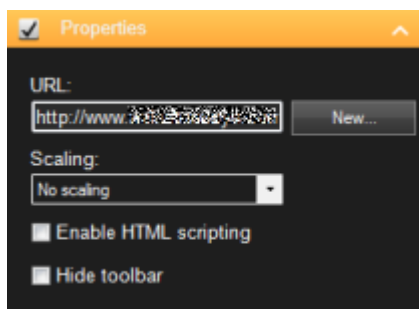 Properties
URL:
http://www.
New...
Scaling:
No scaling
Enable HTML scripting
Hide toolbar